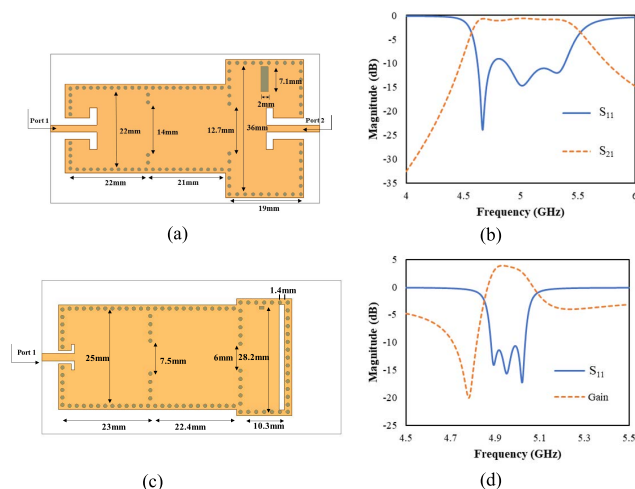 (a)
Port 1
Port 2
7.1mm
2mm
22mm
14mm
12.7mm
36mm
22mm
21mm
19mm
(b)
Magnitude (dB)
0
-5
-10
-15
-20
-25
-30
-35
4
4.5
5
5.5
6
Frequency (GHz)
S11
S21
(c)
Port 1
1.4mm
25mm
7.5mm
6mm
28.2mm
10.3mm
23mm
22.4mm
(d)
Magnitude (dB)
5
0
-5
-10
-15
-20
-25
4.5
4.7
4.9
5.1
5.3
5.5
Frequency (GHz)
S11
Gain